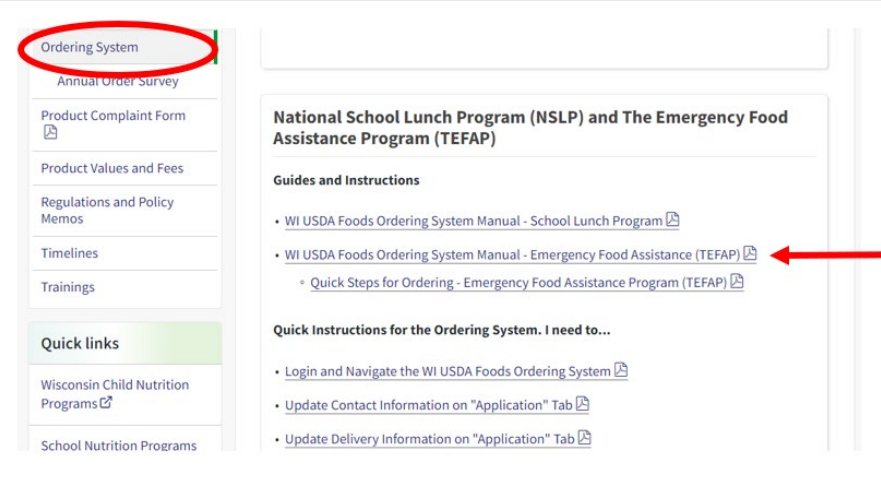 Ordering System
Annual Order Survey
Product Complaint Form
Product Values and Fees
Regulations and Policy
Memos
Timelines
Trainings
Quick links
Wisconsin Child Nutrition
Programs
School Nutrition Programs
National School Lunch Program (NSLP) and The Emergency Food
Assistance Program (TEFAP)
Guides and Instructions
• WI USDA Foods Ordering System Manual - School Lunch Program
• WI USDA Foods Ordering System Manual - Emergency Food Assistance (TEFAP)
◦ Quick Steps for Ordering - Emergency Food Assistance Program (TEFAP)
Quick Instructions for the Ordering System. I need to...
• Login and Navigate the WI USDA Foods Ordering System
• Update Contact Information on "Application" Tab
• Update Delivery Information on "Application" Tab